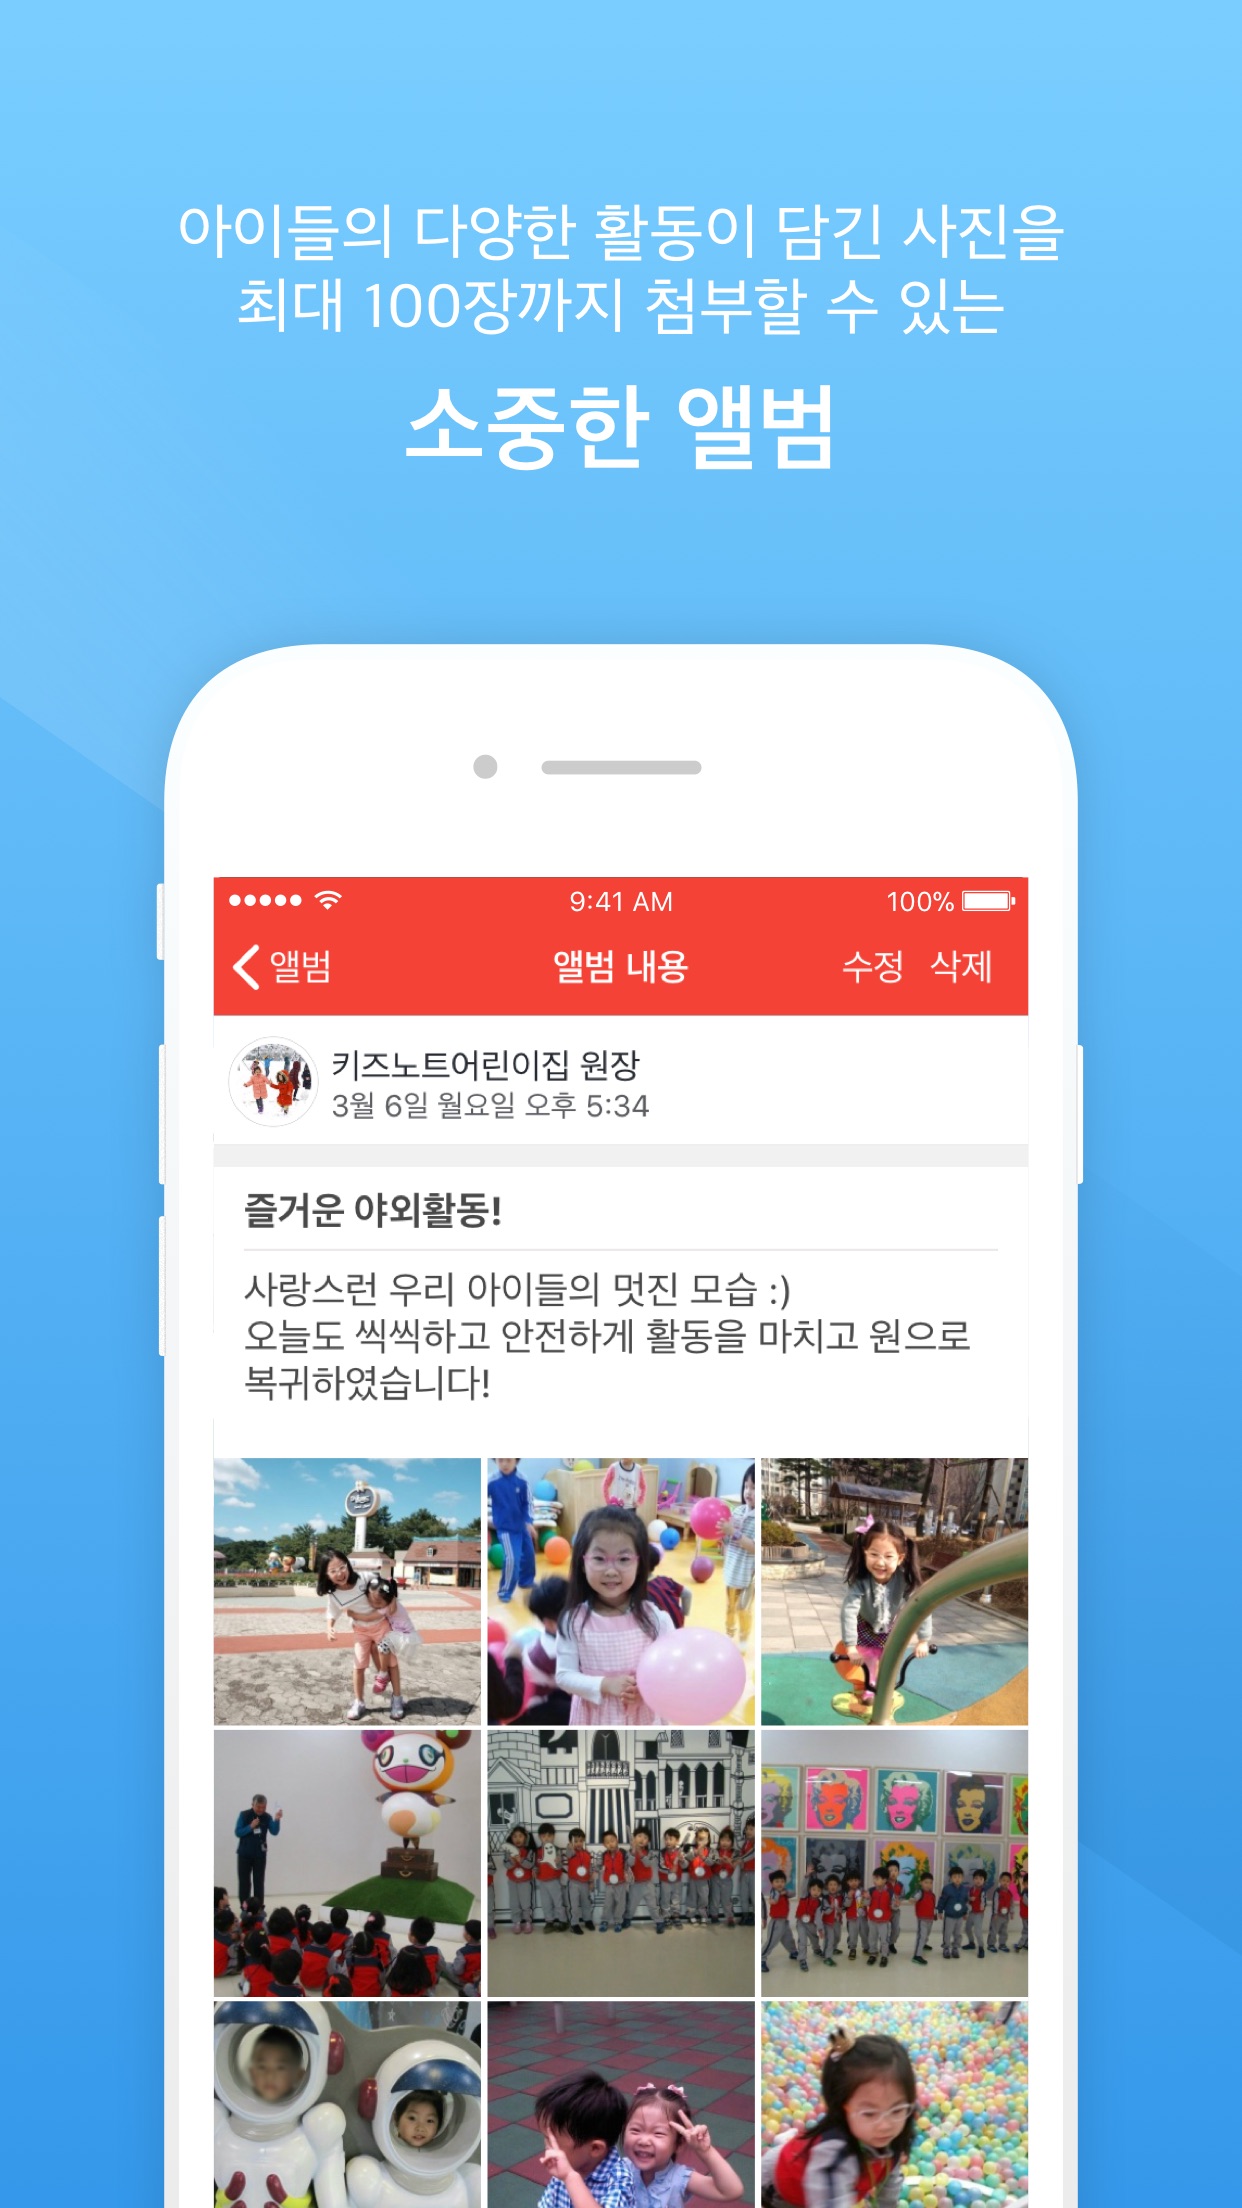 아이들의 다양한 활동이 담긴 사진을
최대 100장까지 첨부할 수 있는
소중한 앨범
9:41 AM
100%
앨범
앨범 내용
수정 삭제
키즈노트어린이집 원장
3월 6일 월요일 오후 5:34
즐거운 야외활동!
사랑스런 우리 아이들의 멋진 모습 :)
오늘도 씩씩하고 안전하게 활동을 마치고 원으로
복귀하였습니다!